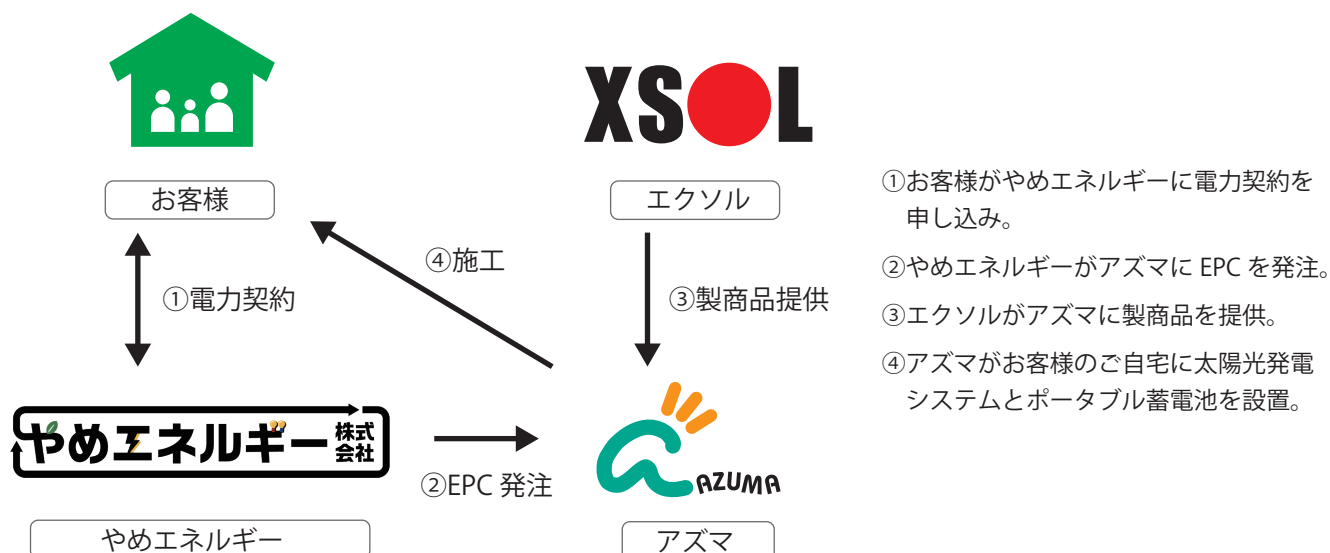 XSOL
お客様
エクソル
①電力契約
④施工
③製商品提供
やめエネルギー株式会社
②EPC 発注
AZUMA
やめエネルギー
アズマ
①お客様がやめエネルギーに電力契約を
申し込み。
②やめエネルギーがアズマに EPC を発注。
③エクソルがアズマに製商品を提供。
④アズマがお客様のご自宅に太陽光発電
システムとポータブル蓄電池を設置。